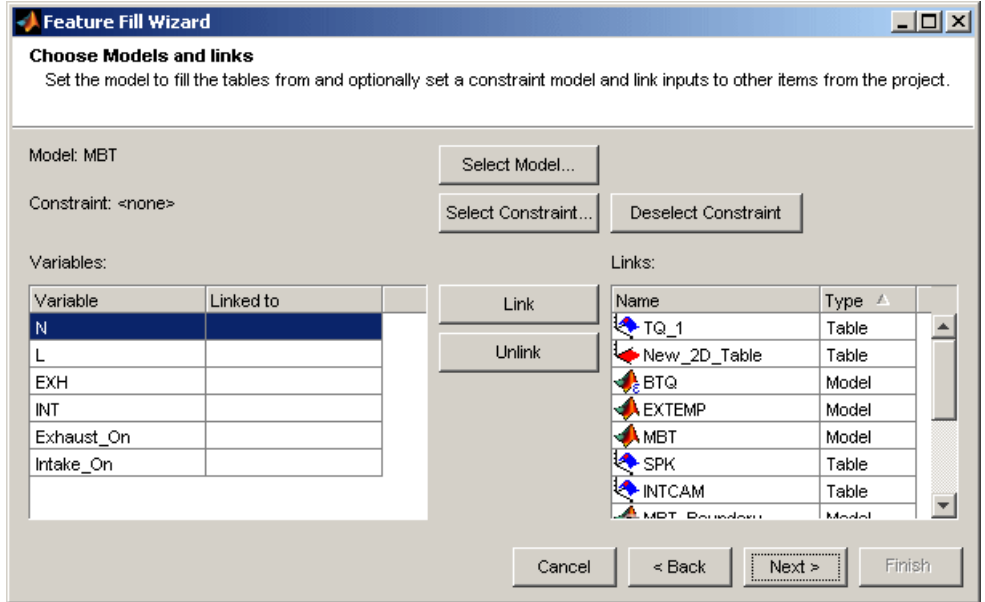 Feature Fill Wizard
Choose Models and links
Set the model to fill the tables from and optionally set a constraint model and link inputs to other items from the project.
Model: MBT
Select Model...
Constraint: <none>
Select Constraint...
Deselect Constraint
Variables:
Links:
Variable Linked to
N
L
EXH
INT
Exhaust_On
Intake_On
Link
Unlink
Name Type
TQ_1 Table
New_2D_Table Table
BTQ Model
EXTEMP Model
MBT Model
SPK Table
INTCAM Table
MBT_Boundary Model
Cancel < Back Next > Finish